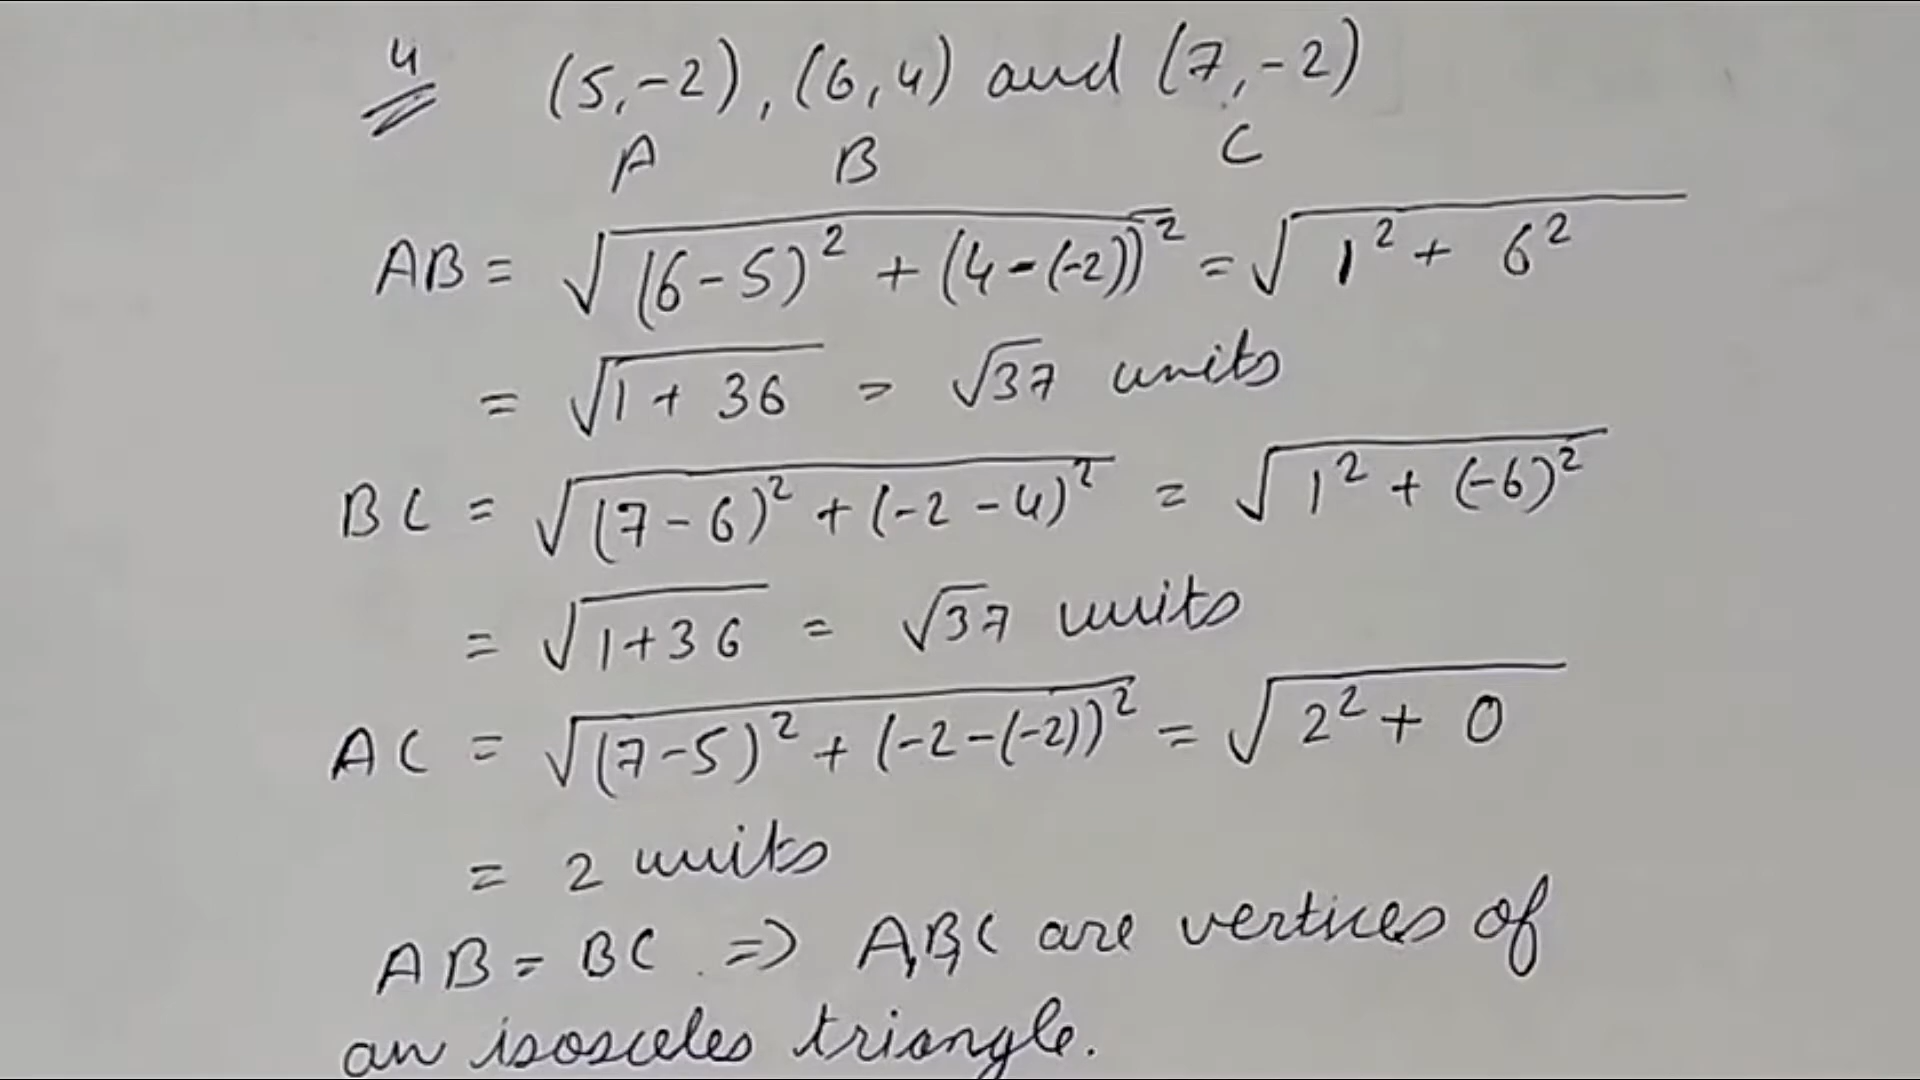 4 (5,-2), (6,4) and (7,-2)
A B C
AB = √((6-5)² + (4-(-2))²) = √(1² + 6²)
= √(1+36) = √37 units
BC = √((7-6)² + (-2-4)²) = √(1² + (-6)²)
= √(1+36) = √37 units
AC = √((7-5)² + (-2-(-2))²) = √(2² + 0)
= 2 units
AB = BC . => A,B,C are vertices of
an isosceles triangle.